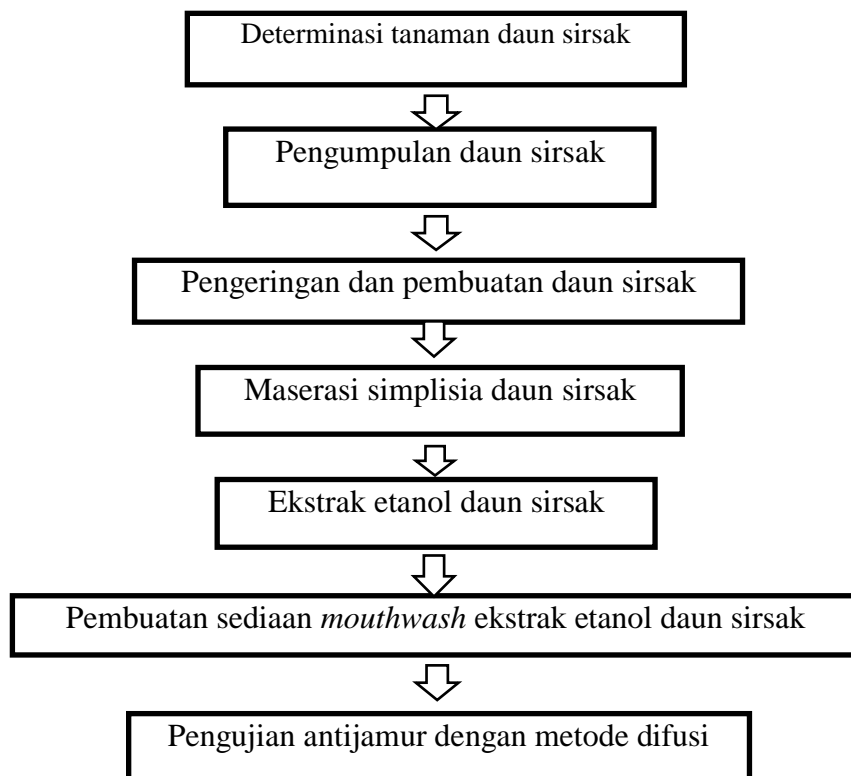 Determinasi tanaman daun sirsak
Pengumpulan daun sirsak
Pengeringan dan pembuatan daun sirsak
Maserasi simplisia daun sirsak
Ekstrak etanol daun sirsak
Pembuatan sediaan mouthwash ekstrak etanol daun sirsak
Pengujian antijamur dengan metode difusi